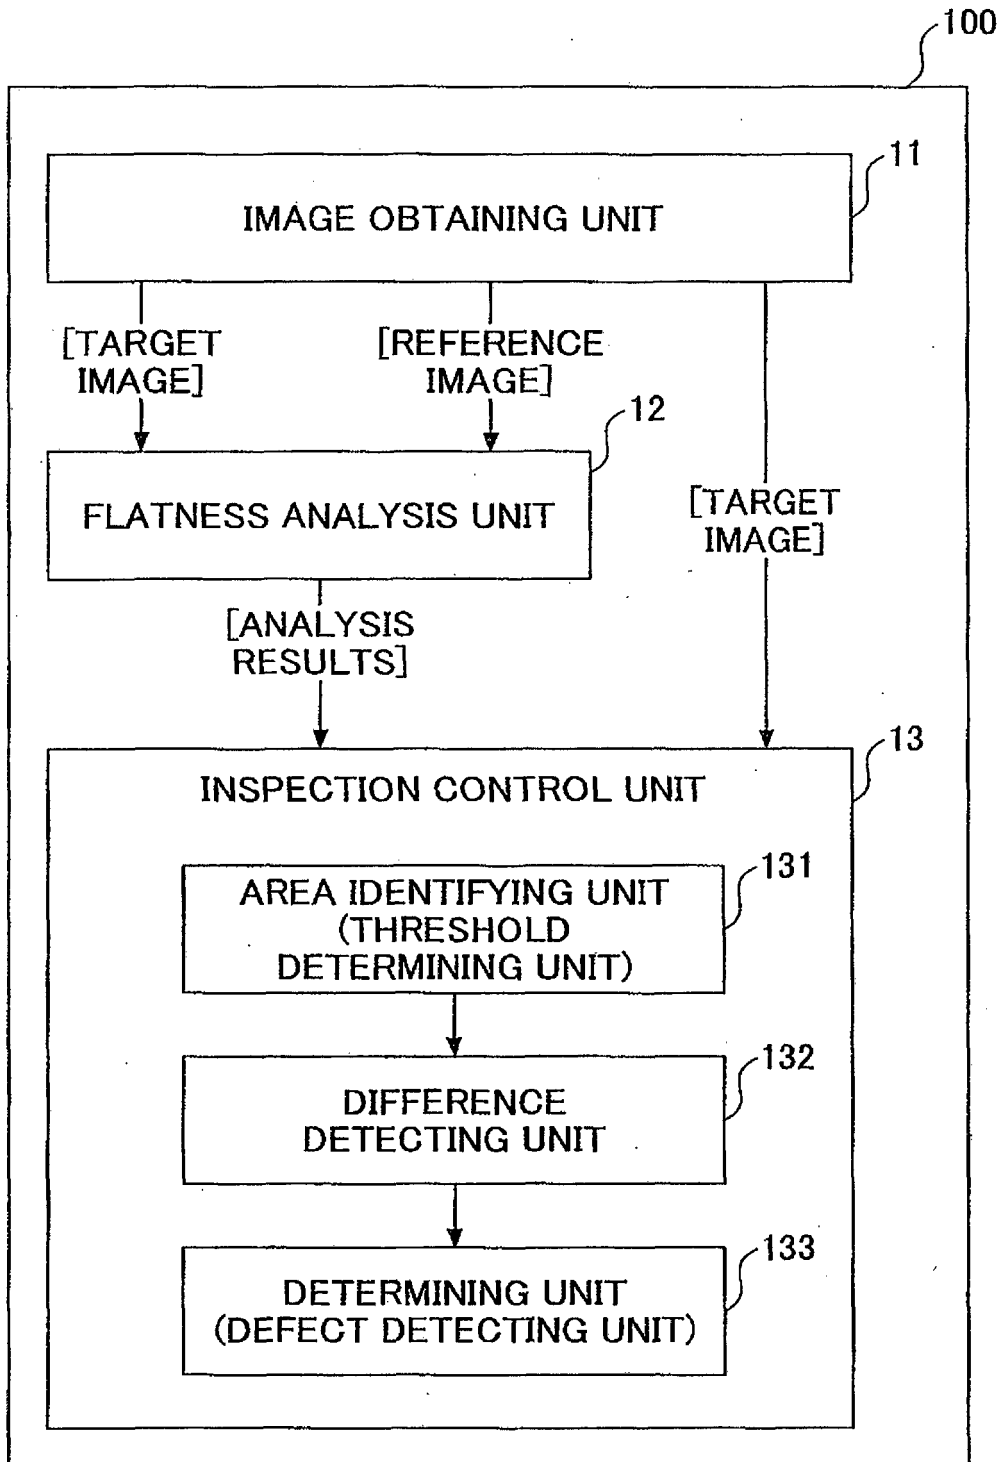 100
11
IMAGE OBTAINING UNIT
[TARGET
IMAGE]
[REFERENCE
IMAGE]
12
FLATNESS ANALYSIS UNIT
[TARGET
IMAGE]
[ANALYSIS
RESULTS]
13
INSPECTION CONTROL UNIT
131
AREA IDENTIFYING UNIT
(THRESHOLD
DETERMINING UNIT)
132
DIFFERENCE
DETECTING UNIT
133
DETERMINING UNIT
(DEFECT DETECTING UNIT)